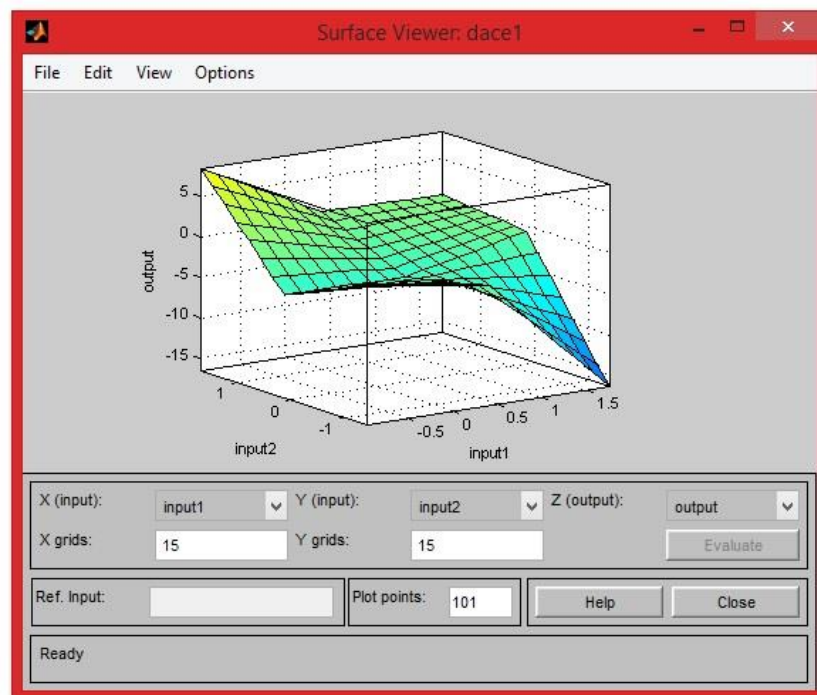 Surface Viewer: dace1
File Edit View Options
5
0
-5
-10
-15
output
1
0
-1
input2
-0.5
0
0.5
1
1.5
input1
X (input): input1 Y (input): input2 Z (output): output
X grids: 15 Y grids: 15 Evaluate
Ref. Input: Plot points: 101 Help Close
Ready